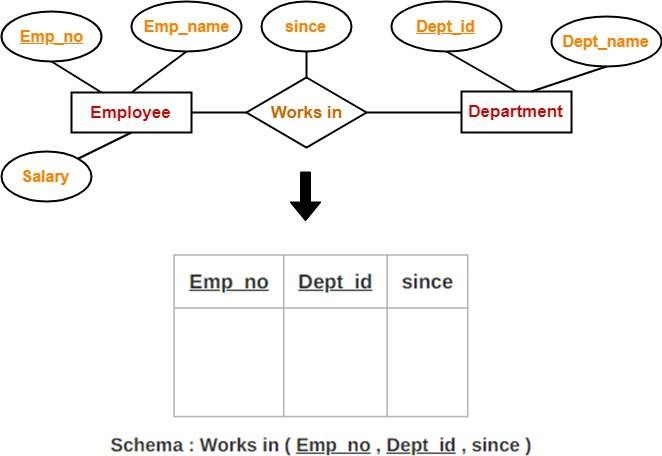 Emp_no
Emp_name
since
Dept_id
Dept_name
Employee
Works in
Department
Salary
Emp_no Dept_id since
Schema : Works in ( Emp_no , Dept_id , since )